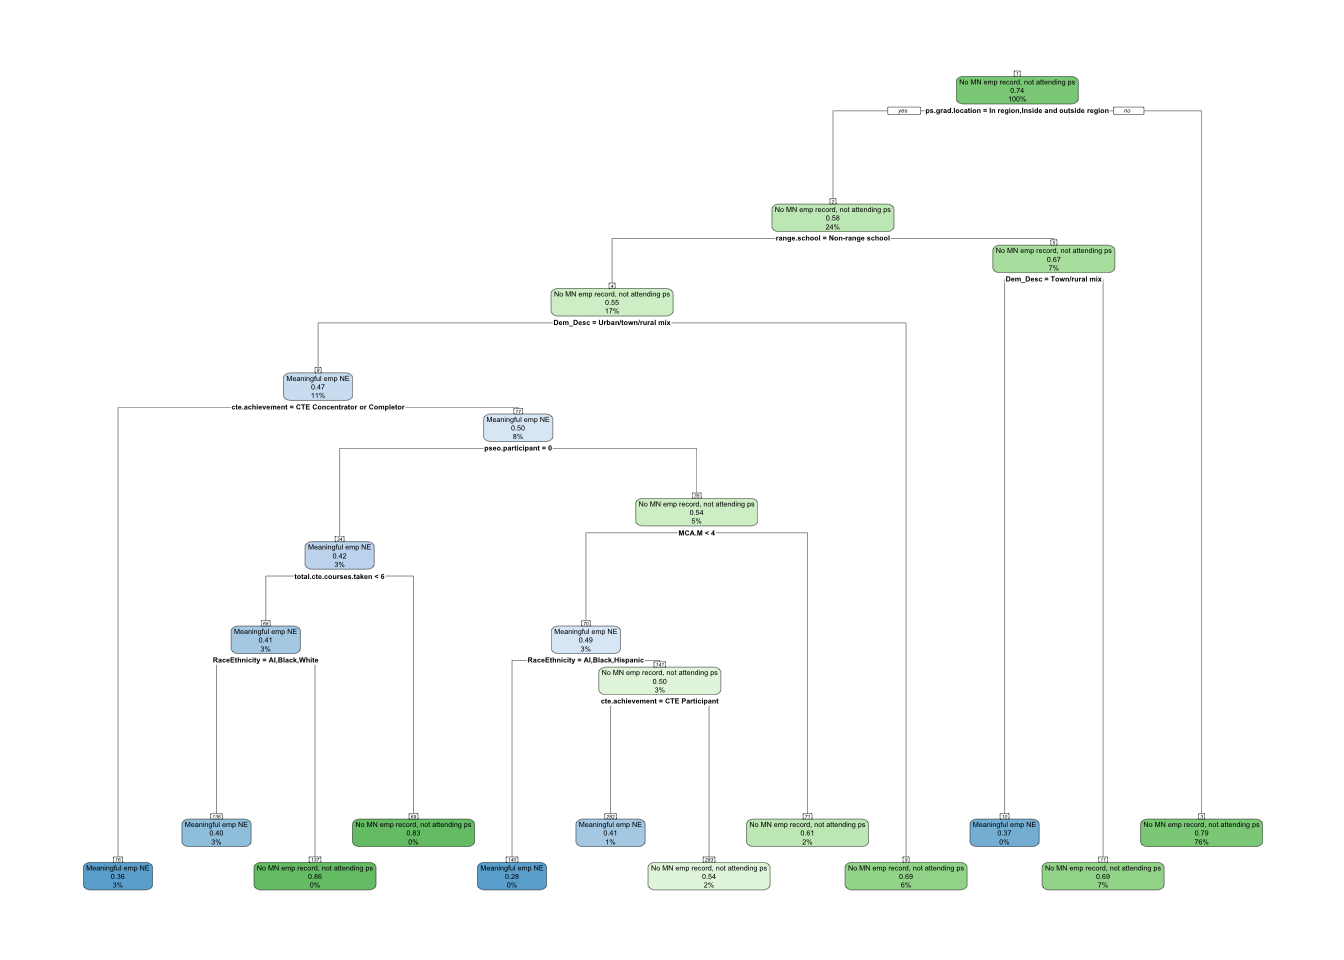 1
No MN emp record, not attending ps
0.74
100%
yes
ps.grad.location = In region,Inside and outside region
no
2
No MN emp record, not attending ps
0.58
24%
range.school = Non-range school
5
No MN emp record, not attending ps
0.67
7%
Dem_Desc = Town/rural mix
4
No MN emp record, not attending ps
0.55
17%
Dem_Desc = Urban/town/rural mix
8
Meaningful emp NE
0.47
11%
cte.achievement = CTE Concentrator or Completor
17
Meaningful emp NE
0.50
8%
pseo.participant = 0
35
No MN emp record, not attending ps
0.54
5%
MCA.M < 4
34
Meaningful emp NE
0.42
3%
total.cte.courses.taken < 6
68
Meaningful emp NE
0.41
3%
RaceEthnicity = AI,Black,White
70
Meaningful emp NE
0.49
3%
RaceEthnicity = AI,Black,Hispanic
141
No MN emp record, not attending ps
0.50
3%
cte.achievement = CTE Participant
136
Meaningful emp NE
0.40
3%
69
No MN emp record, not attending ps
0.83
0%
282
Meaningful emp NE
0.41
1%
71
No MN emp record, not attending ps
0.61
2%
10
Meaningful emp NE
0.37
0%
3
No MN emp record, not attending ps
0.79
76%
16
Meaningful emp NE
0.36
3%
137
No MN emp record, not attending ps
0.86
0%
140
Meaningful emp NE
0.28
0%
283
No MN emp record, not attending ps
0.54
2%
9
No MN emp record, not attending ps
0.69
6%
11
No MN emp record, not attending ps
0.69
7%